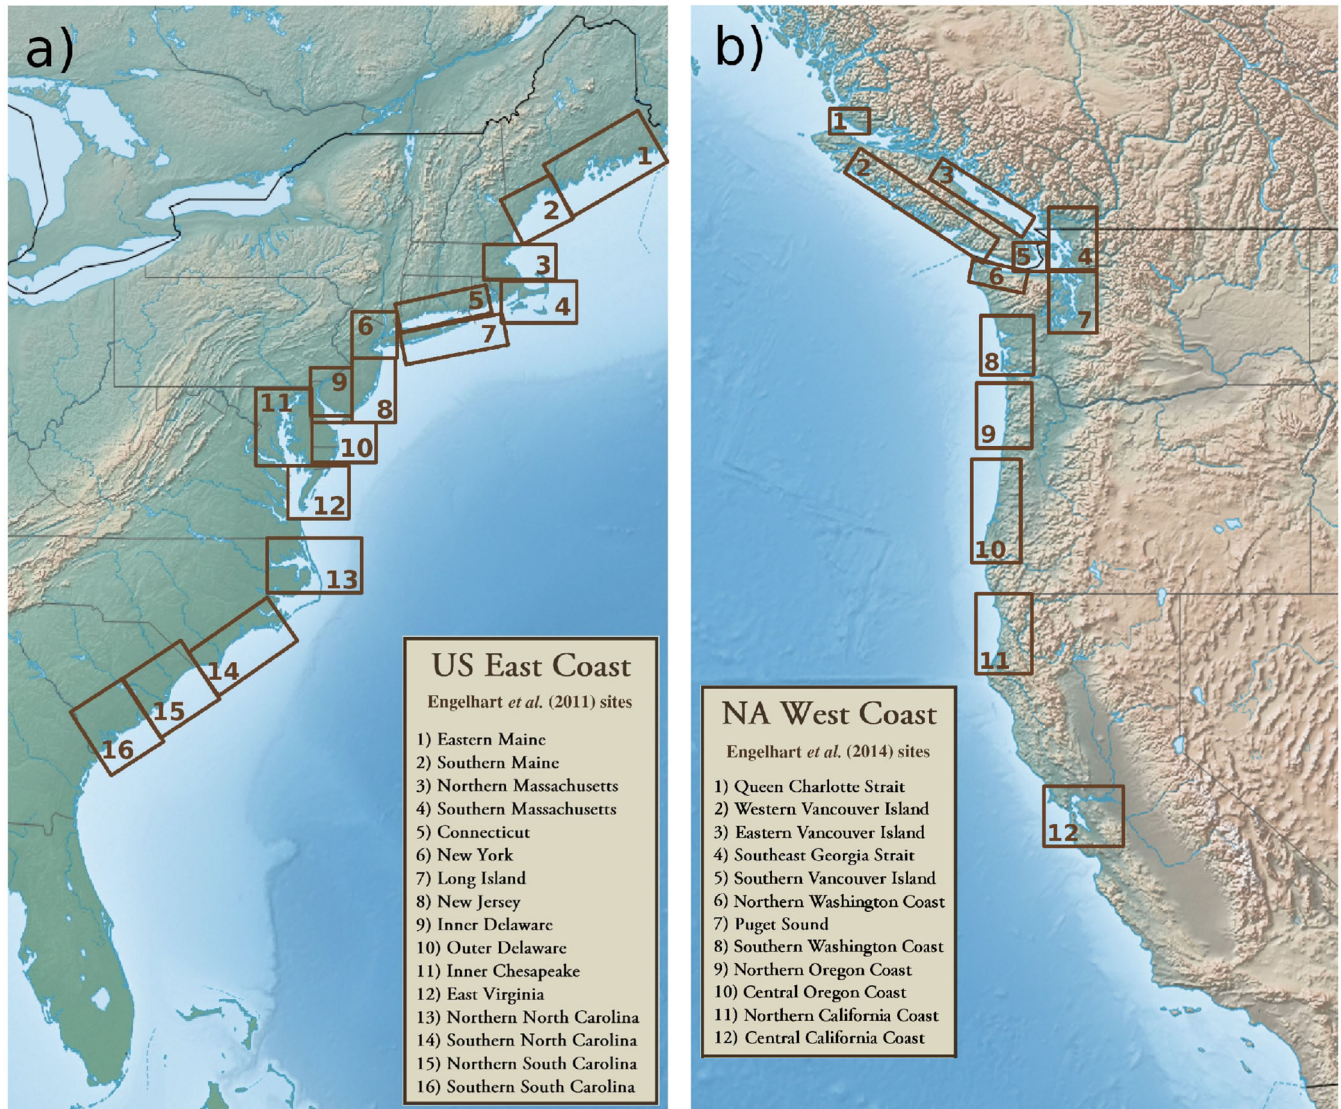 a)
1
2
3
4
5
6
7
8
9
10
11
12
13
14
15
16
US East Coast
Engelhart et al. (2011) sites
1) Eastern Maine
2) Southern Maine
3) Northern Massachusetts
4) Southern Massachusetts
5) Connecticut
6) New York
7) Long Island
8) New Jersey
9) Inner Delaware
10) Outer Delaware
11) Inner Chesapeake
12) East Virginia
13) Northern North Carolina
14) Southern North Carolina
15) Northern South Carolina
16) Southern South Carolina
b)
1
2
3
4
5
6
7
8
9
10
11
12
NA West Coast
Engelhart et al. (2014) sites
1) Queen Charlotte Strait
2) Western Vancouver Island
3) Eastern Vancouver Island
4) Southeast Georgia Strait
5) Southern Vancouver Island
6) Northern Washington Coast
7) Puget Sound
8) Southern Washington Coast
9) Northern Oregon Coast
10) Central Oregon Coast
11) Northern California Coast
12) Central California Coast